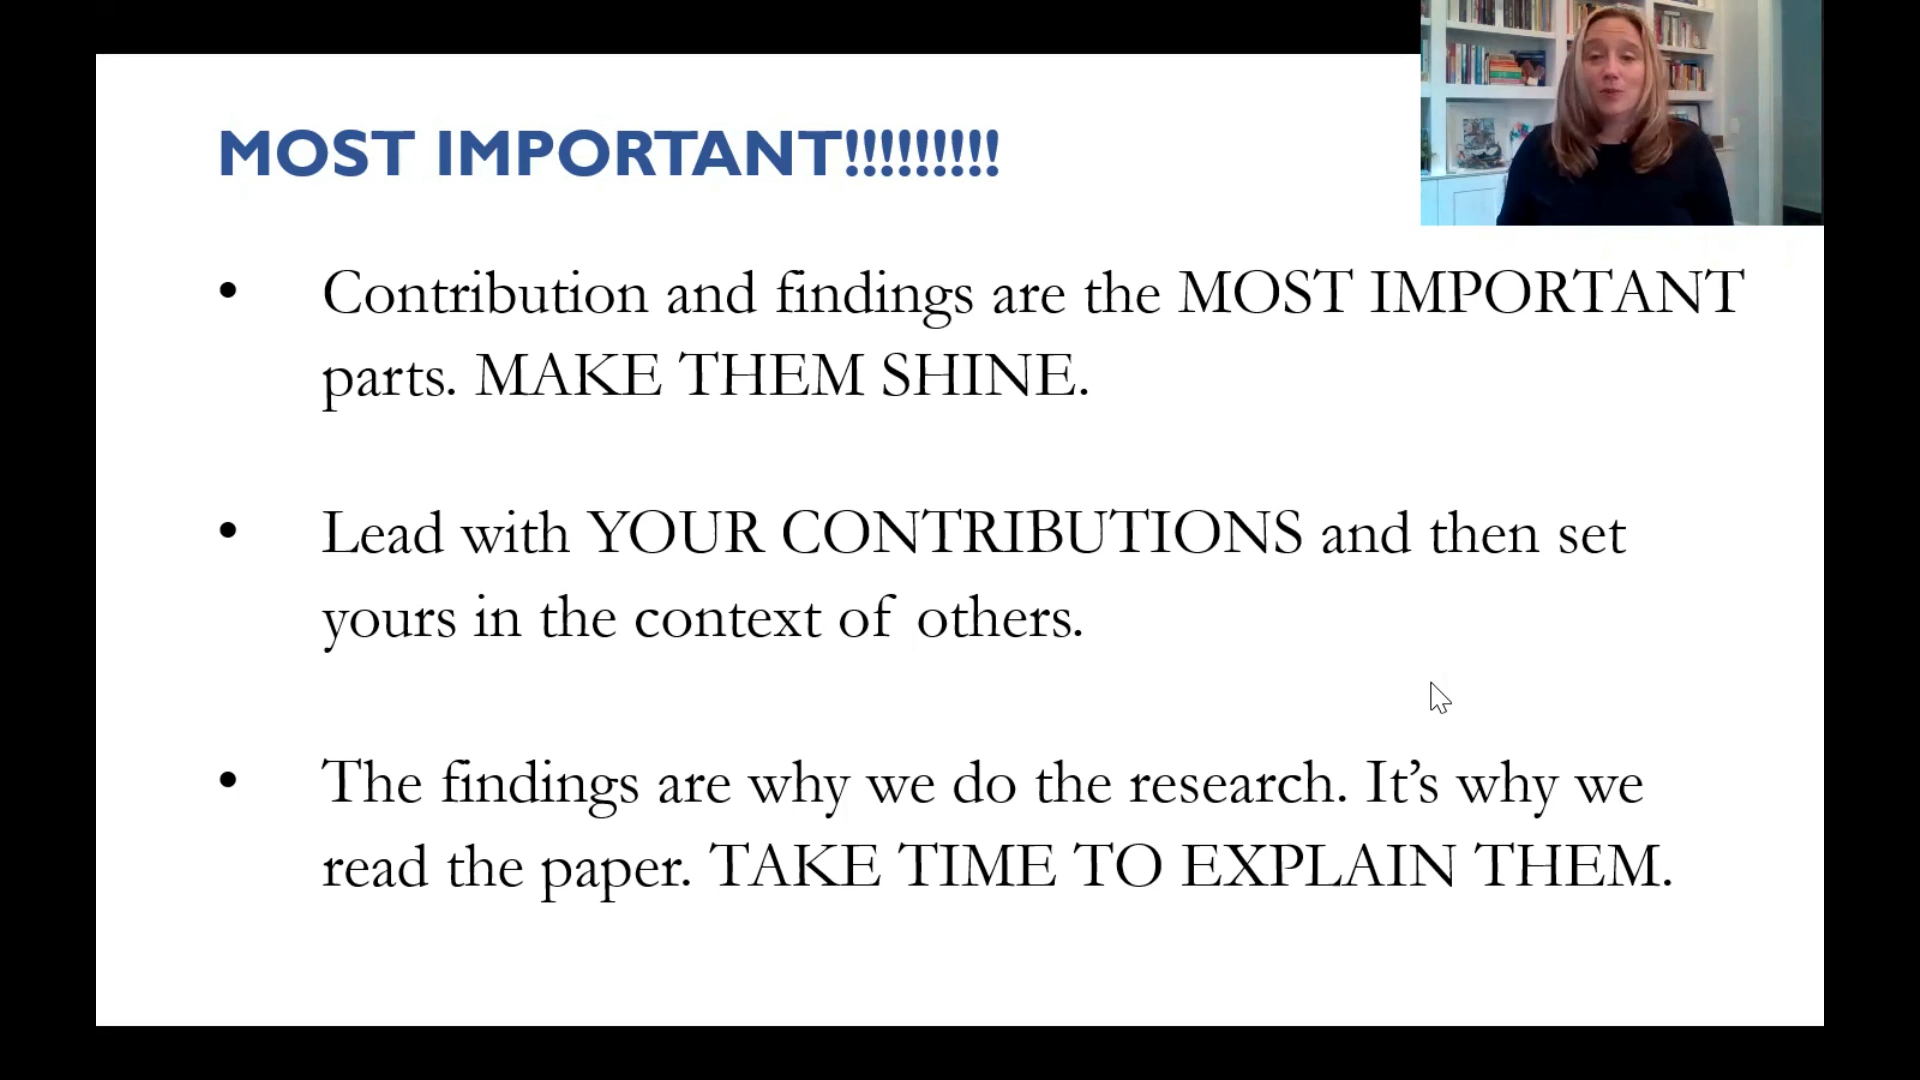 MOST IMPORTANT!!!!!!!!!
• Contribution and findings are the MOST IMPORTANT
parts. MAKE THEM SHINE.
• Lead with YOUR CONTRIBUTIONS and then set
yours in the context of others.
• The findings are why we do the research. It’s why we
read the paper. TAKE TIME TO EXPLAIN THEM.